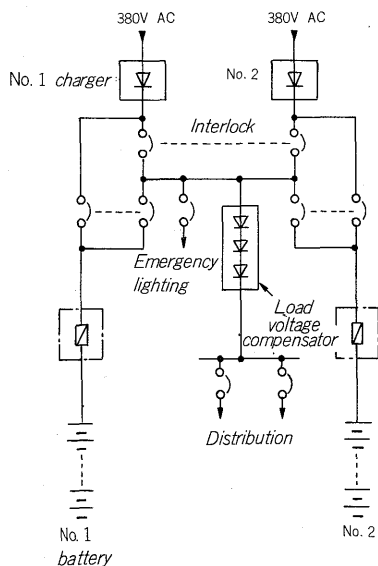 380V AC
380V AC
No. 1 charger
No. 2
Interlock
Emergency
lighting
Load
voltage
compensator
Distribution
No. 1
battery
No. 2